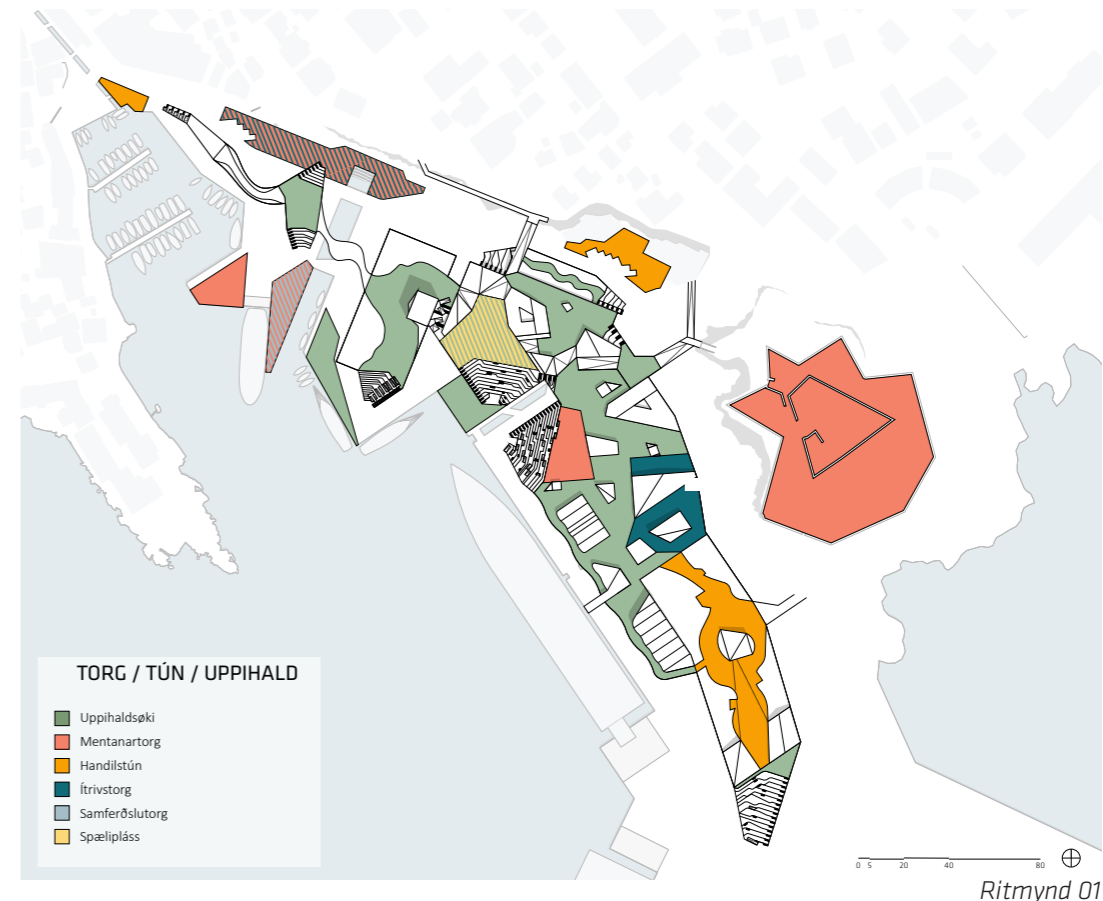 TORG / TÚN / UPPIHALD
Uppihaldsøki
Mentanartorg
Handilstún
Ítrivstorg
Samferðslutorg
Spælipláss
0 5 20 40 80
Ritmynd 01